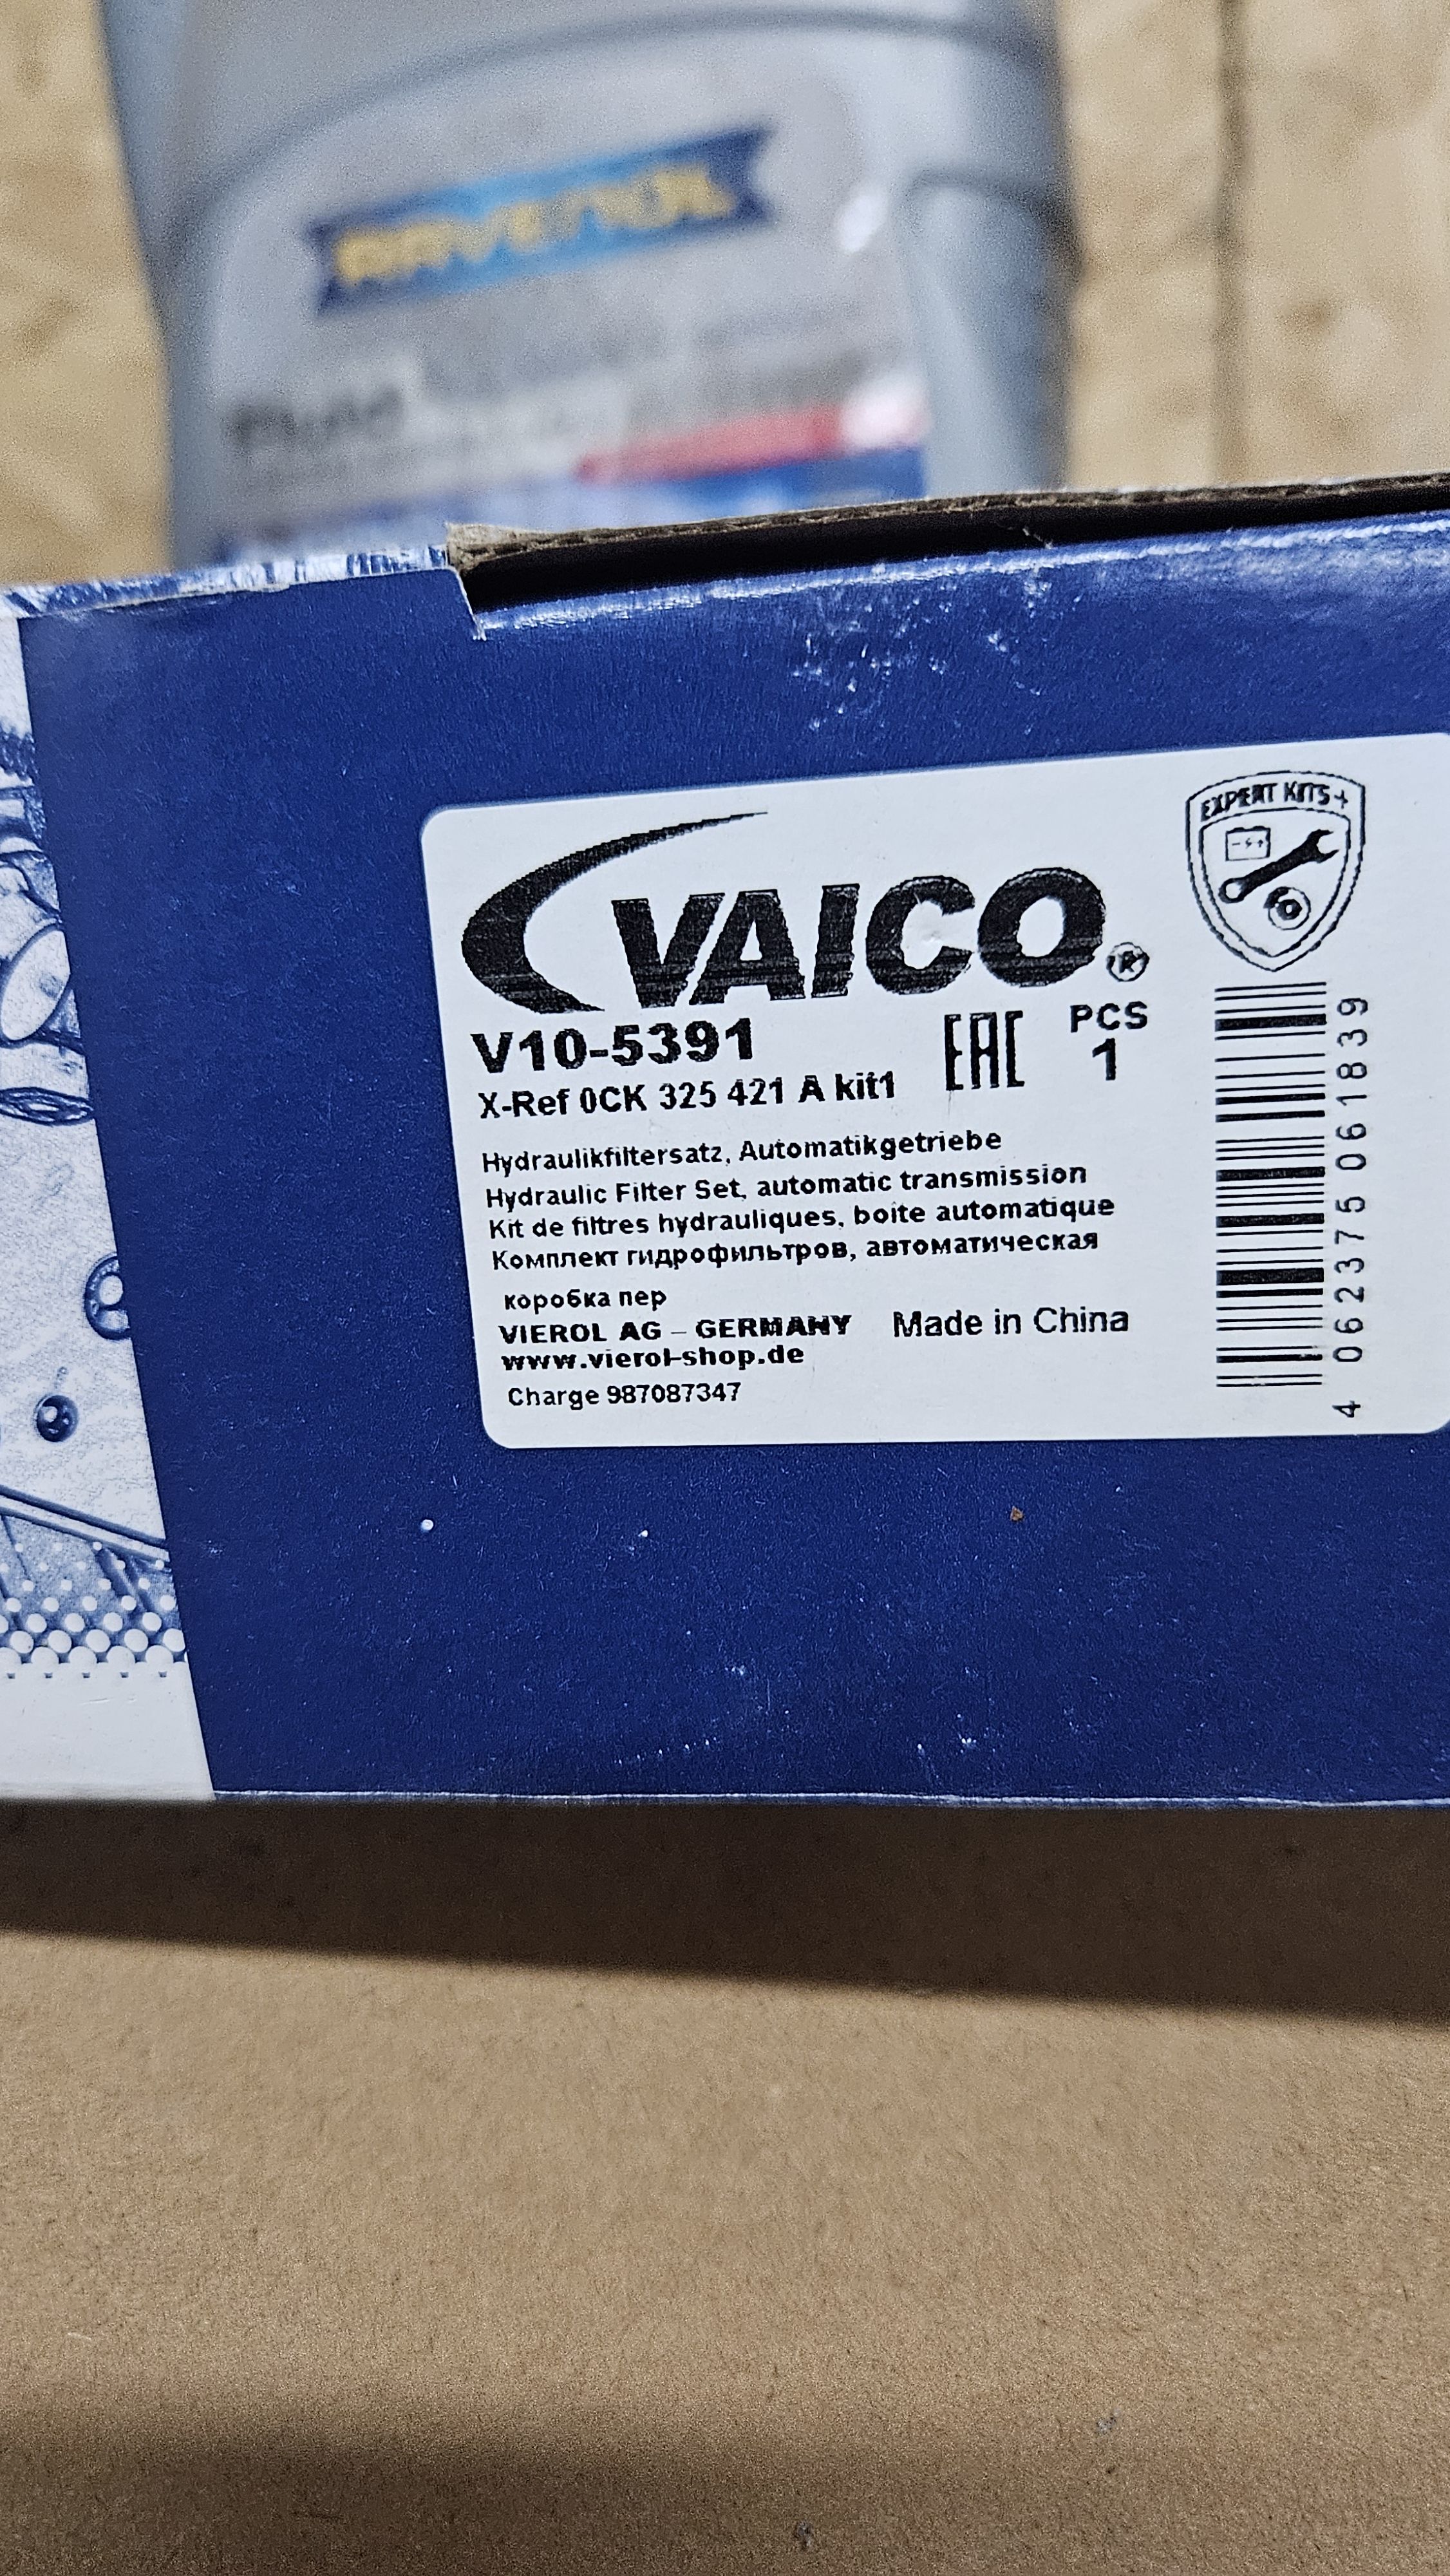 RAVENOL
EXPERT KITS+
VAICO®
V10-5391
EAC
PCS
1
X-Ref 0CK 325 421 A kit1
Hydraulikfiltersatz, Automatikgetriebe
Hydraulic Filter Set, automatic transmission
Kit de filtres hydrauliques, boite automatique
Комплект гидрофильтров, автоматическая
коробка пер
VIEROL AG – GERMANY Made in China
www.vierol-shop.de
Charge 987087347
4 062375 061839